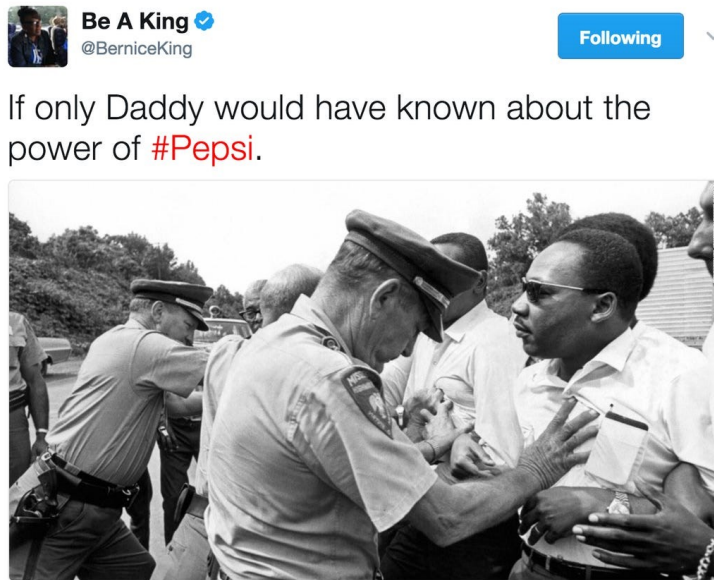 Be A King
@BerniceKing
Following
If only Daddy would have known about the
power of #Pepsi.